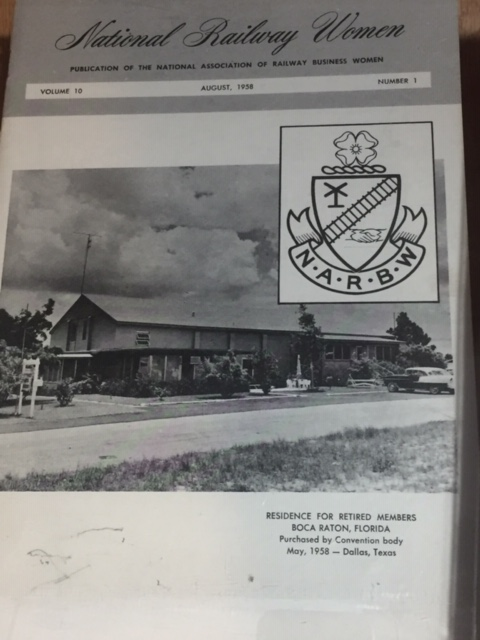 National Railway Women
PUBLICATION OF THE NATIONAL ASSOCIATION OF RAILWAY BUSINESS WOMEN
VOLUME 10 AUGUST, 1958 NUMBER 1
N·A·R·B·W
RESIDENCE FOR RETIRED MEMBERS
BOCA RATON, FLORIDA
Purchased by Convention body
May, 1958 — Dallas, Texas